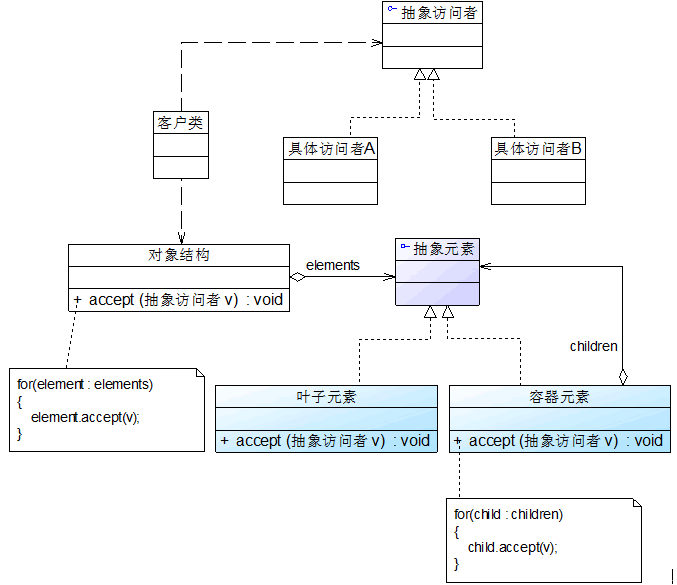 抽象访问者
客户类
具体访问者A
具体访问者B
对象结构
+ accept (抽象访问者 v) : void
elements
抽象元素
children
for(element : elements)
{
element.accept(v);
}
叶子元素
+ accept (抽象访问者 v) : void
容器元素
+ accept (抽象访问者 v) : void
for(child : children)
{
child.accept(v);
}